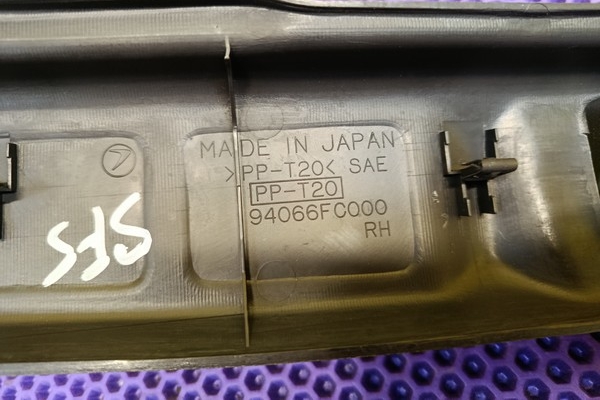 MADE IN JAPAN
>PP-T20< SAE
PP-T20
94066FC000
RH
SFS